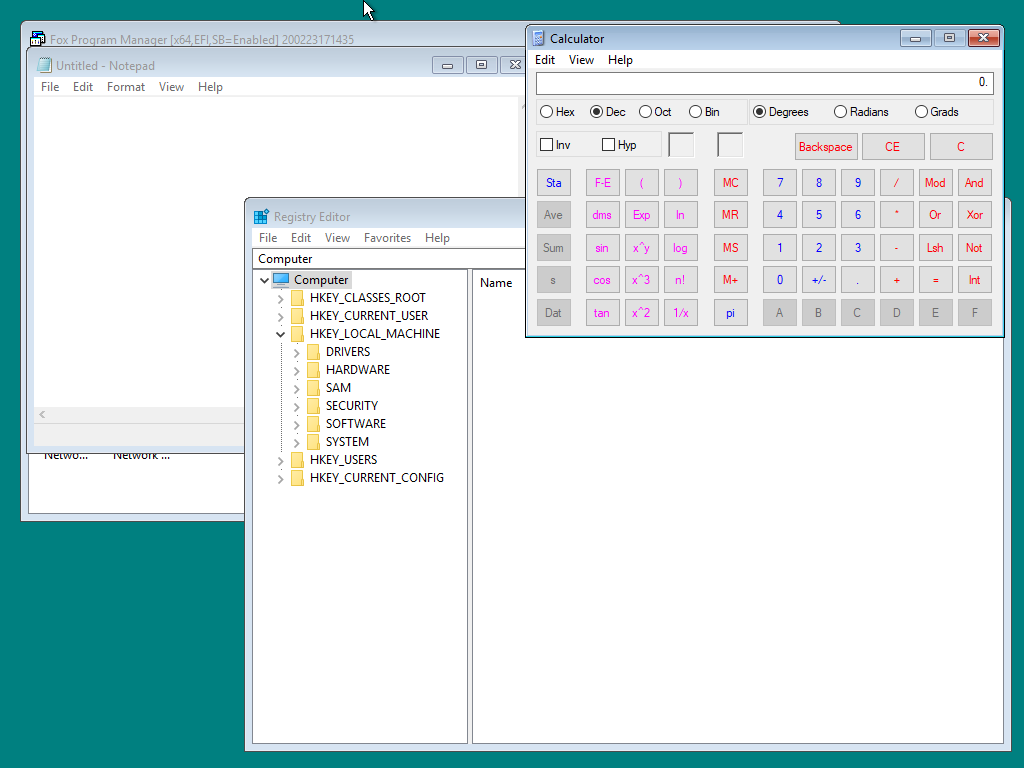 Fox Program Manager [x64,EFI,SB=Enabled] 200223171435
Untitled - Notepad
File Edit Format View Help
Netwo... Network ...
Registry Editor
File Edit View Favorites Help
Computer
Computer
HKEY_CLASSES_ROOT
HKEY_CURRENT_USER
HKEY_LOCAL_MACHINE
DRIVERS
HARDWARE
SAM
SECURITY
SOFTWARE
SYSTEM
HKEY_USERS
HKEY_CURRENT_CONFIG
Name
Calculator
Edit View Help
0.
Hex Dec Oct Bin Degrees Radians Grads
Inv Hyp Backspace CE C
Sta F-E ( ) MC 7 8 9 / Mod And
Ave dms Exp ln MR 4 5 6 * Or Xor
Sum sin x^y log MS 1 2 3 - Lsh Not
s cos x^3 n! M+ 0 +/- . + = Int
Dat tan x^2 1/x pi A B C D E F